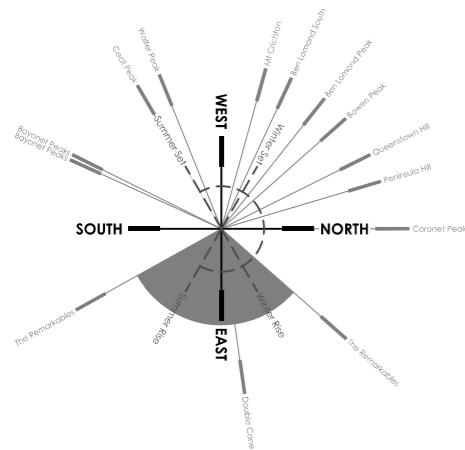 Mt Crichton
Ben Lomond South
Walter Peak
Cecil Peak
Ben Lomond Peak
Bowen Peak
WEST
Summer Set
Winter Set
Queenstown Hill
Bayonet Peaks
Bayonet Peaks
Peninsula Hill
SOUTH
NORTH
Coronet Peak
Summer Rise
Winter Rise
The Remarkables
EAST
The Remarkables
Double Cone